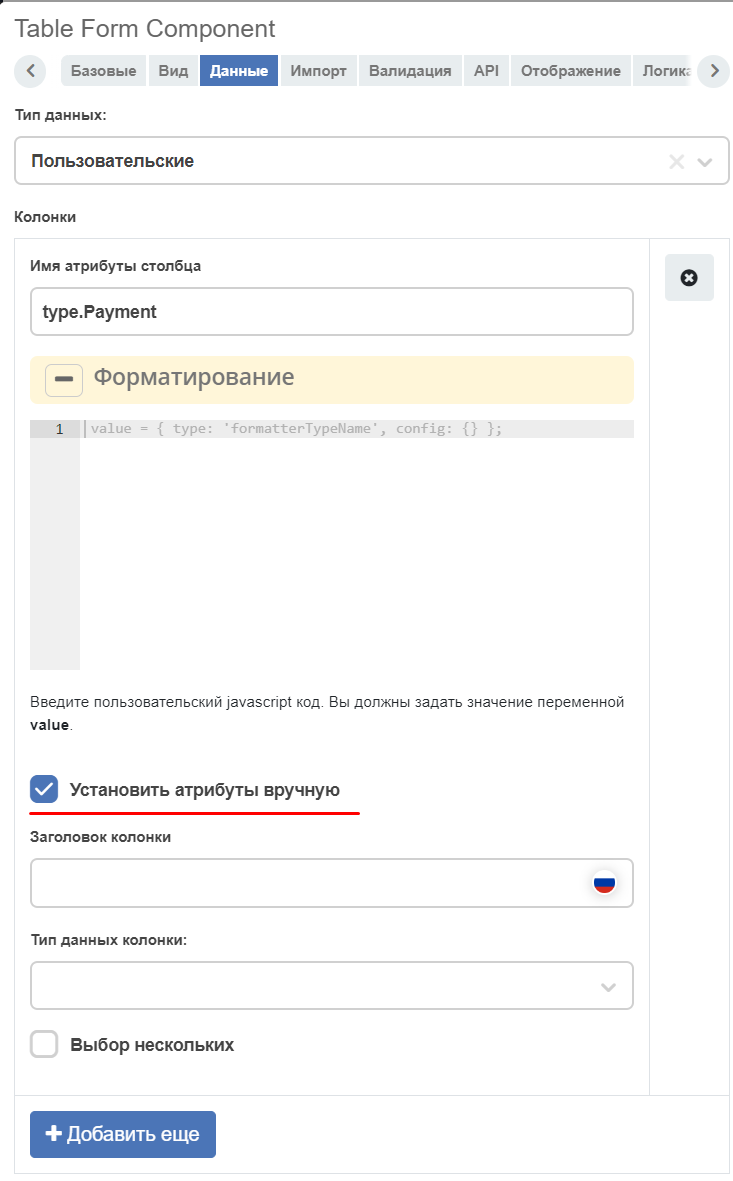 Table Form Component
Базовые Вид Данные Импорт Валидация API Отображение Логика
Тип данных:
Пользовательские
Колонки
Имя атрибуты столбца
type.Payment
Форматирование
1 value = { type: 'formatterTypeName', config: {} };
Введите пользовательский javascript код. Вы должны задать значение переменной
value.
Установить атрибуты вручную
Заголовок колонки
Тип данных колонки:
Выбор нескольких
Добавить еще